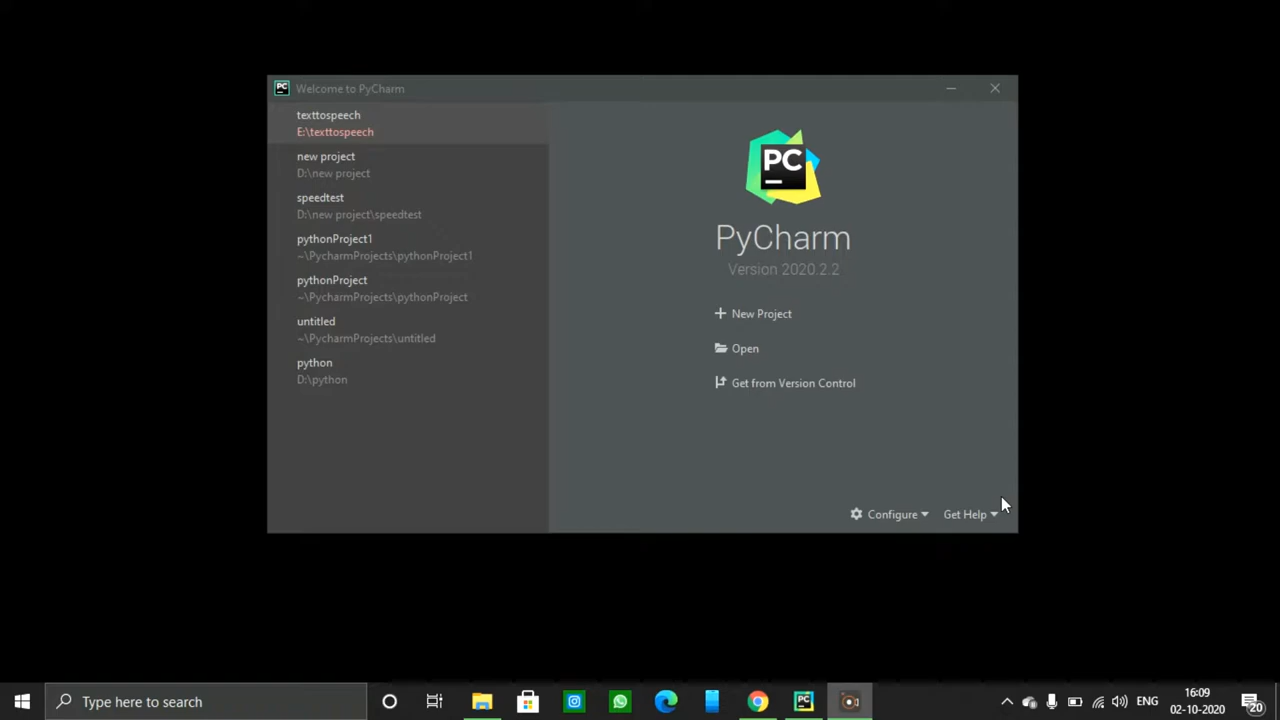 PC Welcome to PyCharm
texttospeech
E:\texttospeech
new project
D:\new project
speedtest
D:\new project\speedtest
pythonProject1
~\PycharmProjects\pythonProject1
pythonProject
~\PycharmProjects\pythonProject
untitled
~\PycharmProjects\untitled
python
D:\python
PC
PyCharm
Version 2020.2.2
New Project
Open
Get from Version Control
Configure
Get Help
Type here to search
PC
ENG
16:09
02-10-2020
20